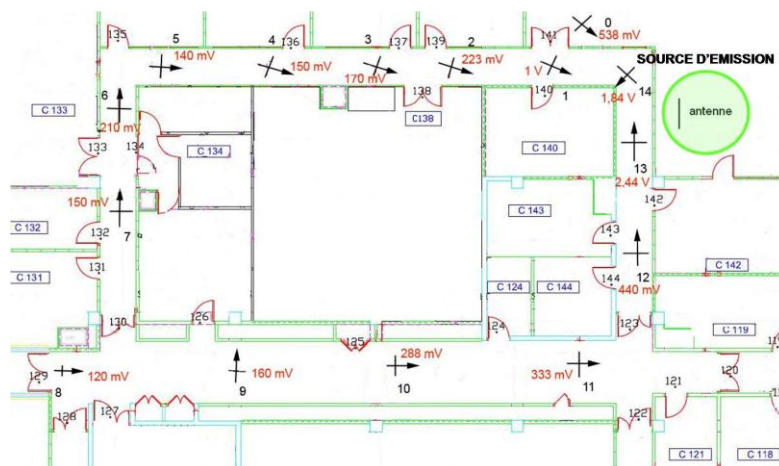 0
135
5
4
136
3
137
139
2
141
538 mV
140 mV
150 mV
170 mV
223 mV
1 V
SOURCE D'EMISSION
6
138
140
1
1,84 V
14
antenne
C 133
210 mV
C138
133
134
C 134
C 140
13
2,44 V
150 mV
142
C 132
132
7
C 143
143
C 131
131
C 142
12
C 124
C 144
144
440 mV
126
130
124
123
C 119
125
288 mV
129
120 mV
160 mV
333 mV
120
8
9
10
11
121
128
127
122
C 121
C 118